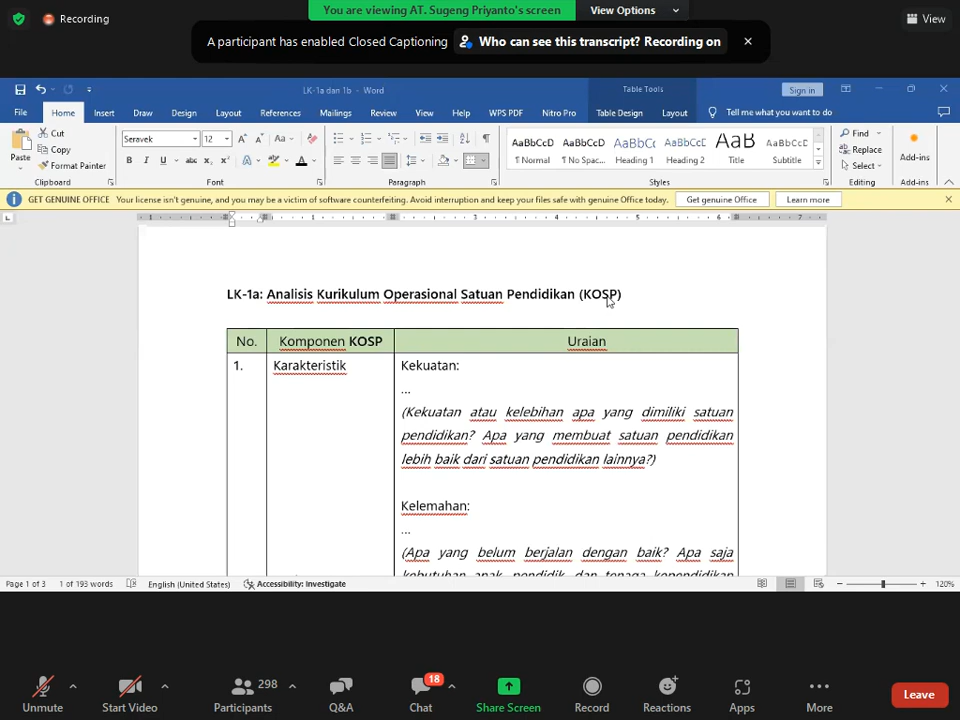 Recording
You are viewing AT. Sugeng Priyanto's screen
View Options
View
A participant has enabled Closed Captioning
Who can see this transcript? Recording on
LK-1a dan 1b - Word
Table Tools
Sign in
File Home Insert Draw Design Layout References Mailings Review View Help WPS PDF Nitro Pro Table Design Layout Tell me what you want to do
Paste
Cut
Copy
Format Painter
Clipboard
Seravek 12
Font
Paragraph
AaBbCcD AaBbCcD AaBbC AaBbCcD AaB AaBbCcD
¶ Normal ¶ No Spac... Heading 1 Heading 2 Title Subtitle
Styles
Find
Replace
Select
Editing
Add-ins
Add-ins
GET GENUINE OFFICE Your license isn't genuine, and you may be a victim of software counterfeiting. Avoid interruption and keep your files safe with genuine Office today. Get genuine Office Learn more
LK-1a: Analisis Kurikulum Operasional Satuan Pendidikan (KOSP)
No. Komponen KOSP Uraian
1. Karakteristik Kekuatan:
...
(Kekuatan atau kelebihan apa yang dimiliki satuan
pendidikan? Apa yang membuat satuan pendidikan
lebih baik dari satuan pendidikan lainnya?)
Kelemahan:
...
(Apa yang belum berjalan dengan baik? Apa saja
kebutuhan anak pendidik dan tenaga kependidikan
Page 1 of 3 1 of 193 words English (United States) Accessibility: Investigate 120%
Unmute Start Video Participants 298 Q&A Chat 18 Share Screen Record Reactions Apps More Leave